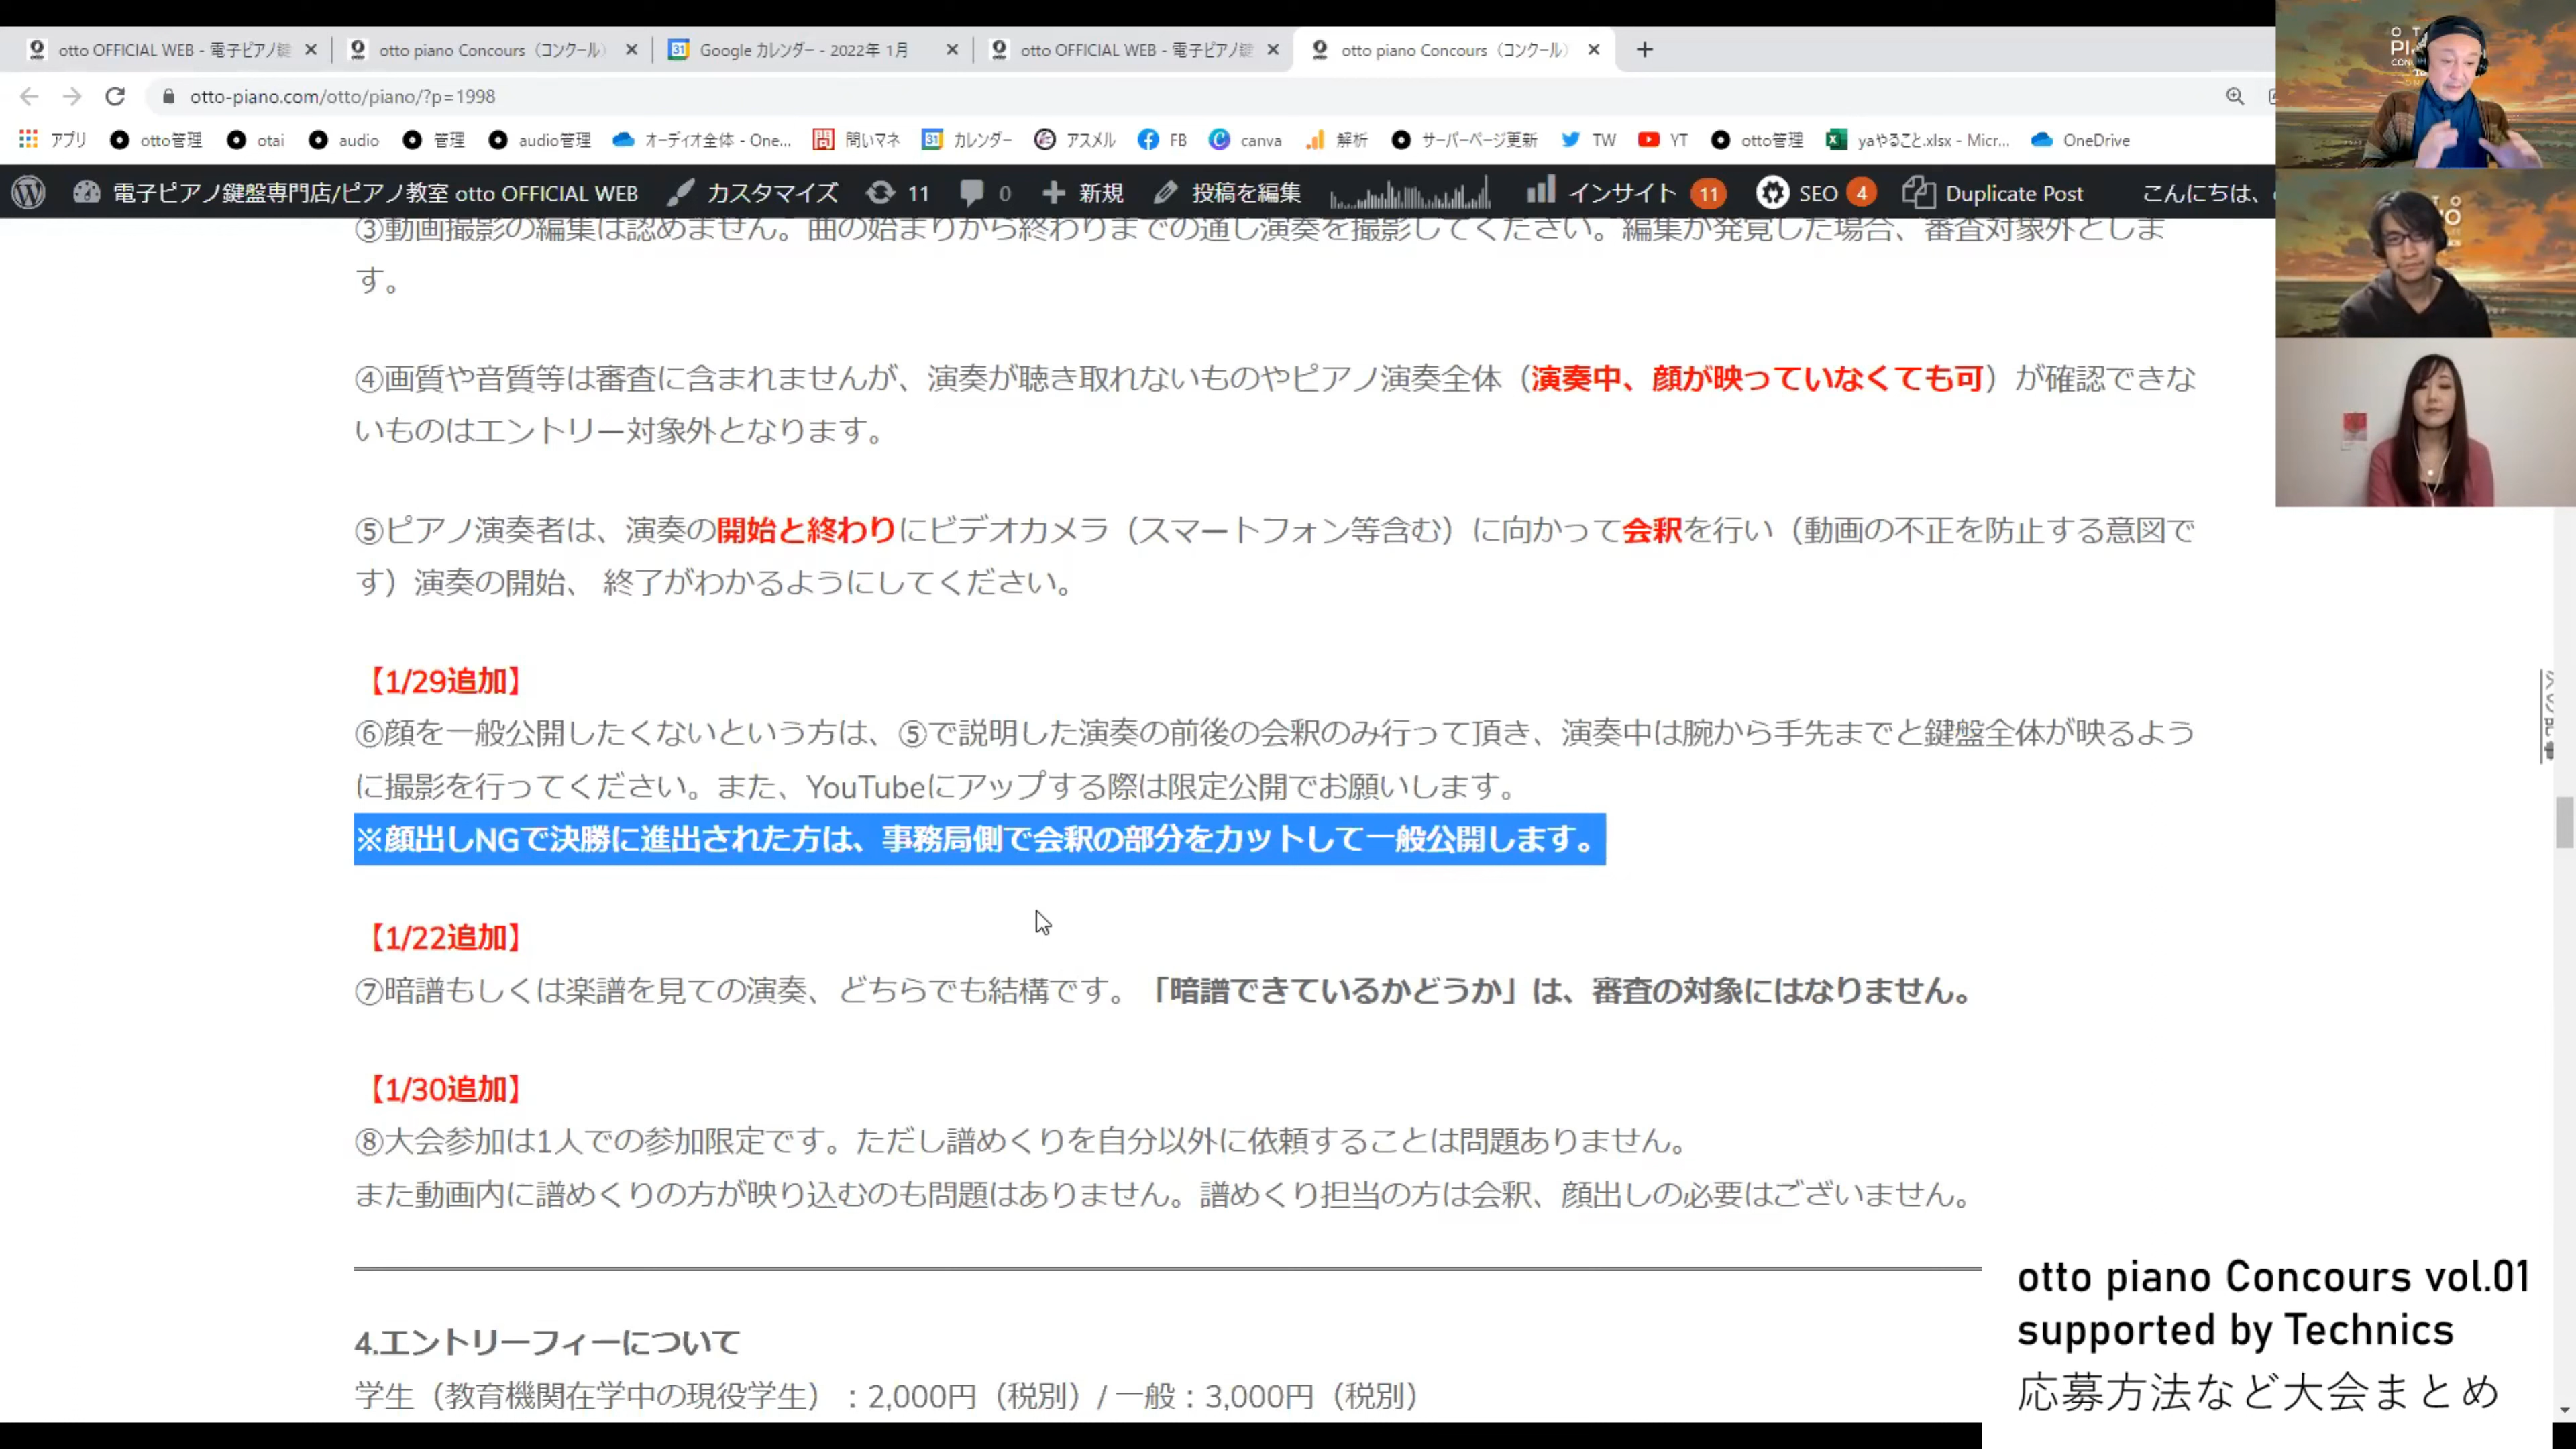 otto OFFICIAL WEB - 電子ピアノ鍵
otto piano Concours（コンクール）
Google カレンダー - 2022年 1月
otto OFFICIAL WEB - 電子ピアノ鍵
otto piano Concours（コンクール）
otto-piano.com/otto/piano/?p=1998
アプリ otto管理 otai audio 管理 audio管理 オーディオ全体 - One... 問いマネ カレンダー アスメル FB canva 解析 サーバーページ更新 TW YT otto管理 yaやること.xlsx - Micr... OneDrive
電子ピアノ鍵盤専門店/ピアノ教室 otto OFFICIAL WEB カスタマイズ 11 0 新規 投稿を編集 インサイト 11 SEO 4 Duplicate Post こんにちは、
③動画撮影の編集は認めません。曲の始まりから終わりまでの通し演奏を撮影してください。編集が発覚した場合、審査対象外としま
す。
④画質や音質等は審査に含まれませんが、演奏が聴き取れないものやピアノ演奏全体（演奏中、顔が映っていなくても可）が確認できな
いものはエントリー対象外となります。
⑤ピアノ演奏者は、演奏の開始と終わりにビデオカメラ（スマートフォン等含む）に向かって会釈を行い（動画の不正を防止する意図で
す）演奏の開始、 終了がわかるようにしてください。
【1/29追加】
⑥顔を一般公開したくないという方は、⑤で説明した演奏の前後の会釈のみ行って頂き、演奏中は腕から手先までと鍵盤全体が映るよう
に撮影を行ってください。また、YouTubeにアップする際は限定公開でお願いします。
※顔出しNGで決勝に進出された方は、事務局側で会釈の部分をカットして一般公開します。
【1/22追加】
⑦暗譜もしくは楽譜を見ての演奏、どちらでも結構です。「暗譜できているかどうか」は、審査の対象にはなりません。
【1/30追加】
⑧大会参加は1人での参加限定です。ただし譜めくりを自分以外に依頼することは問題ありません。
また動画内に譜めくりの方が映り込むのも問題はありません。譜めくり担当の方は会釈、顔出しの必要はございません。
4.エントリーフィーについて
学生（教育機関在学中の現役学生）：2,000円（税別）/ 一般：3,000円（税別）
otto piano Concours vol.01
supported by Technics
応募方法など大会まとめ